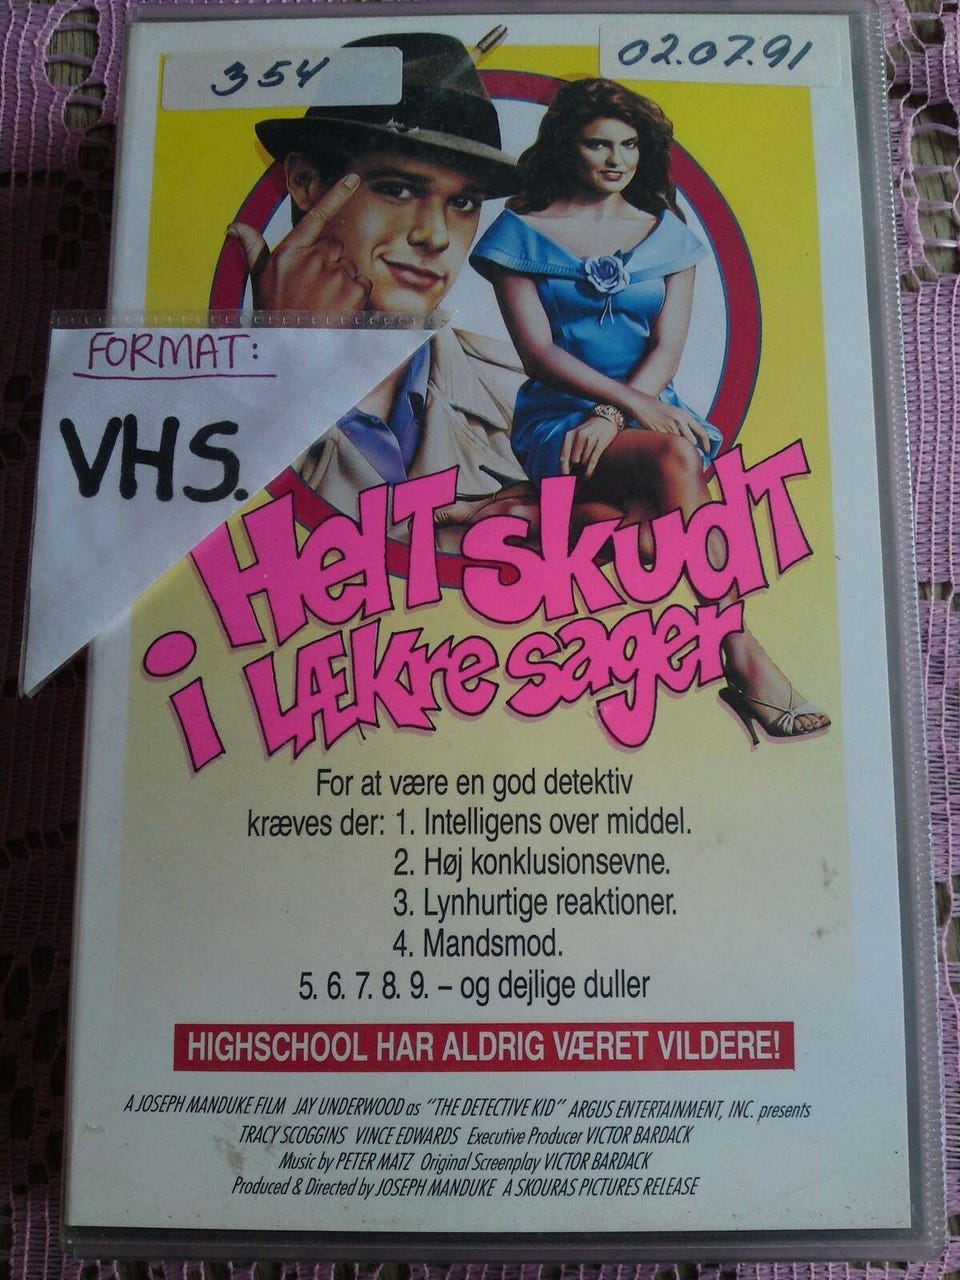 354
02.07.91
FORMAT:
VHS.
Helt skudt
i lækre sager
For at være en god detektiv
kræves der: 1. Intelligens over middel.
2. Høj konklusionsevne.
3. Lynhurtige reaktioner.
4. Mandsmod.
5. 6. 7. 8. 9. – og dejlige duller
HIGHSCHOOL HAR ALDRIG VÆRET VILDERE!
A JOSEPH MANDUKE FILM JAY UNDERWOOD as "THE DETECTIVE KID" ARGUS ENTERTAINMENT, INC. presents
TRACY SCOGGINS VINCE EDWARDS Executive Producer VICTOR BARDACK
Music by PETER MATZ Original Screenplay VICTOR BARDACK
Produced & Directed by JOSEPH MANDUKE A SKOURAS PICTURES RELEASE